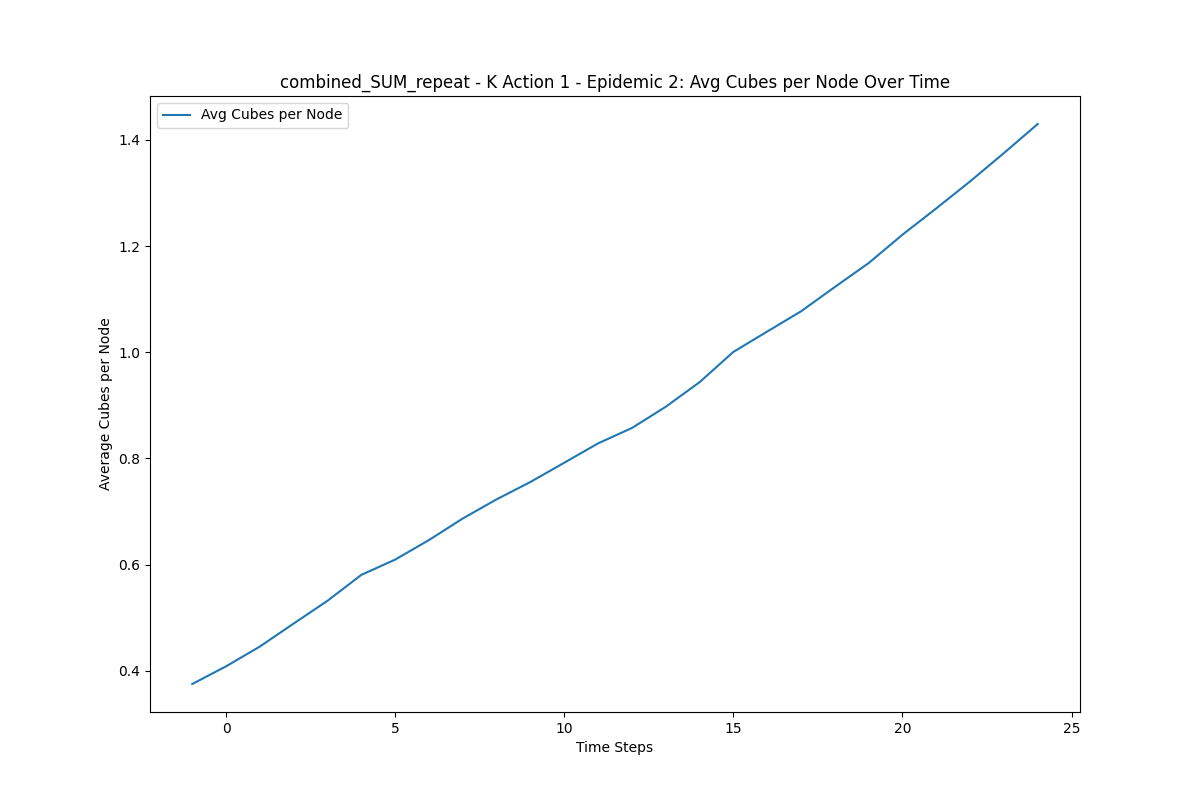 combined_SUM_repeat - K Action 1 - Epidemic 2: Avg Cubes per Node Over Time
Avg Cubes per Node
1.4
1.2
1.0
0.8
0.6
0.4
Average Cubes per Node
0 5 10 15 20 25
Time Steps